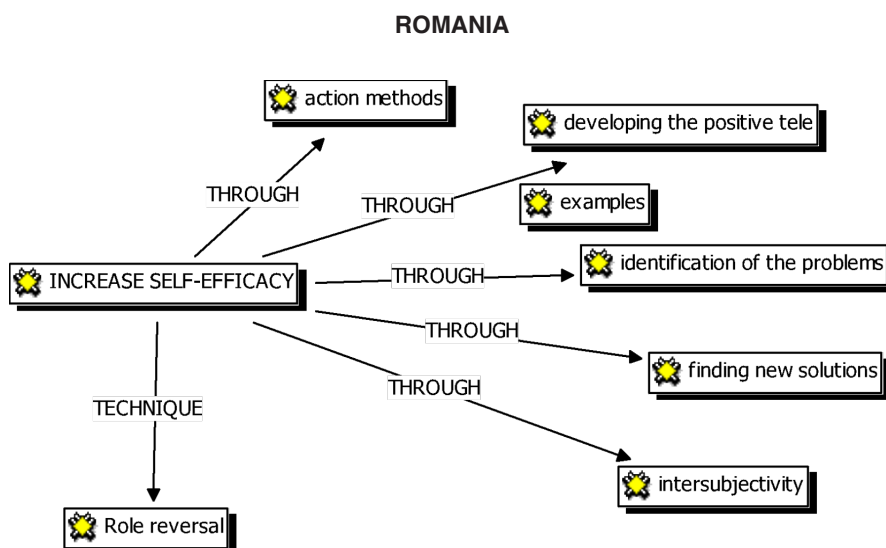 ROMANIA
action methods
developing the positive tele
THROUGH
THROUGH
examples
identification of the problems
INCREASE SELF-EFFICACY
THROUGH
THROUGH
finding new solutions
THROUGH
TECHNIQUE
intersubjectivity
Role reversal